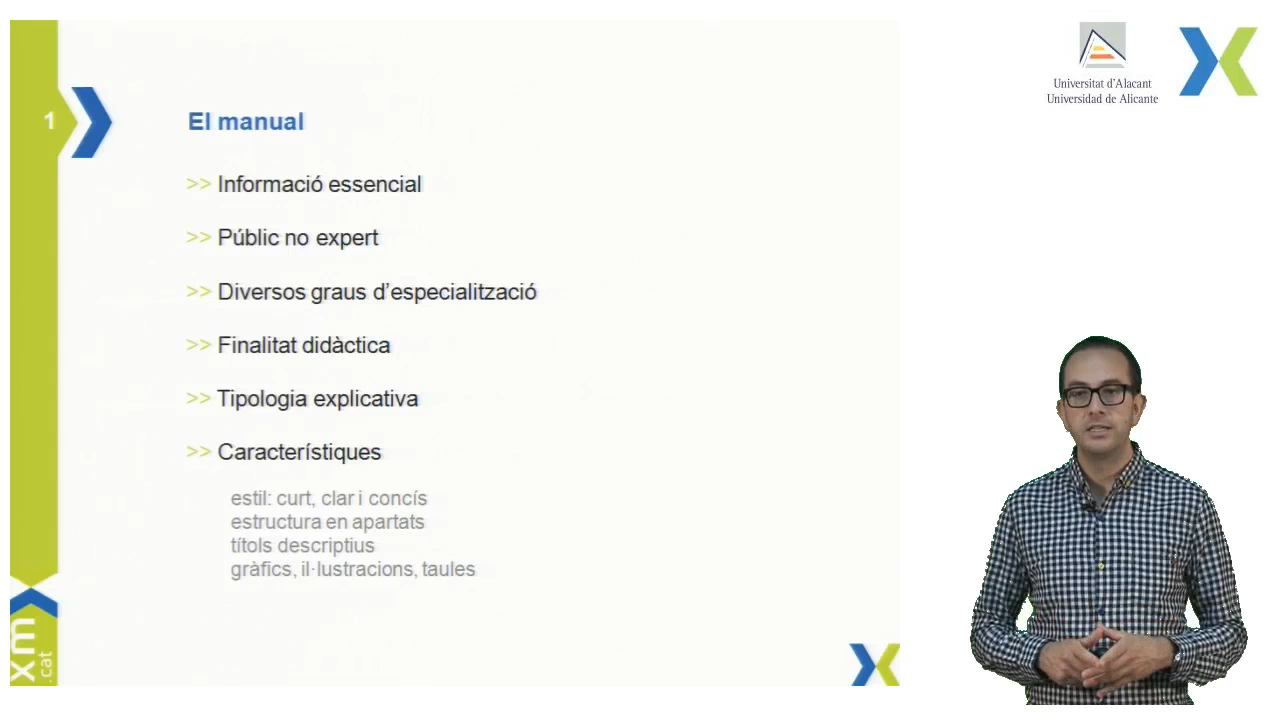 1
El manual
>> Informació essencial
>> Públic no expert
>> Diversos graus d’especialització
>> Finalitat didàctica
>> Tipologia explicativa
>> Característiques
estil: curt, clar i concís
estructura en apartats
títols descriptius
gràfics, il·lustracions, taules
xm
.cat
Universitat d’Alacant
Universidad de Alicante